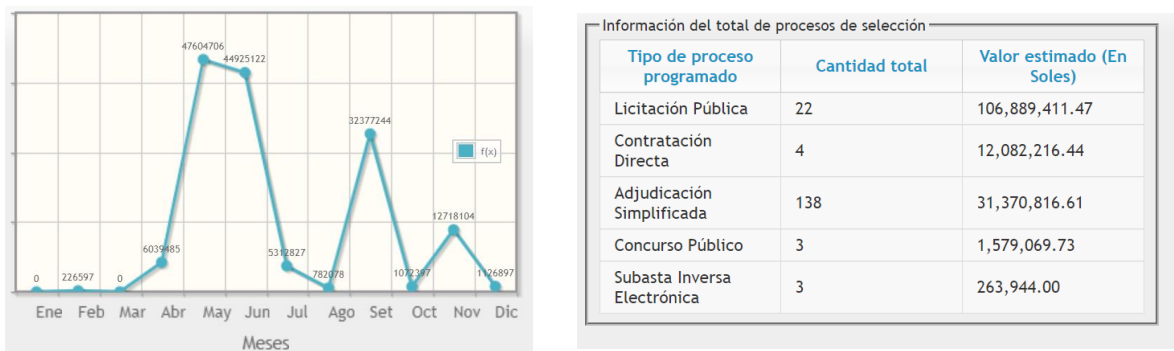 47604706
44925122
32377244
f(x)
12718104
6039485
5312827
0
226597
0
782078
1072397
1126897
Ene Feb Mar Abr May Jun Jul Ago Set Oct Nov Dic
Meses
Información del total de procesos de selección
Tipo de proceso
programado
Cantidad total
Valor estimado (En
Soles)
Licitación Pública 22 106,889,411.47
Contratación
Directa
4 12,082,216.44
Adjudicación
Simplificada
138 31,370,816.61
Concurso Público 3 1,579,069.73
Subasta Inversa
Electrónica
3 263,944.00